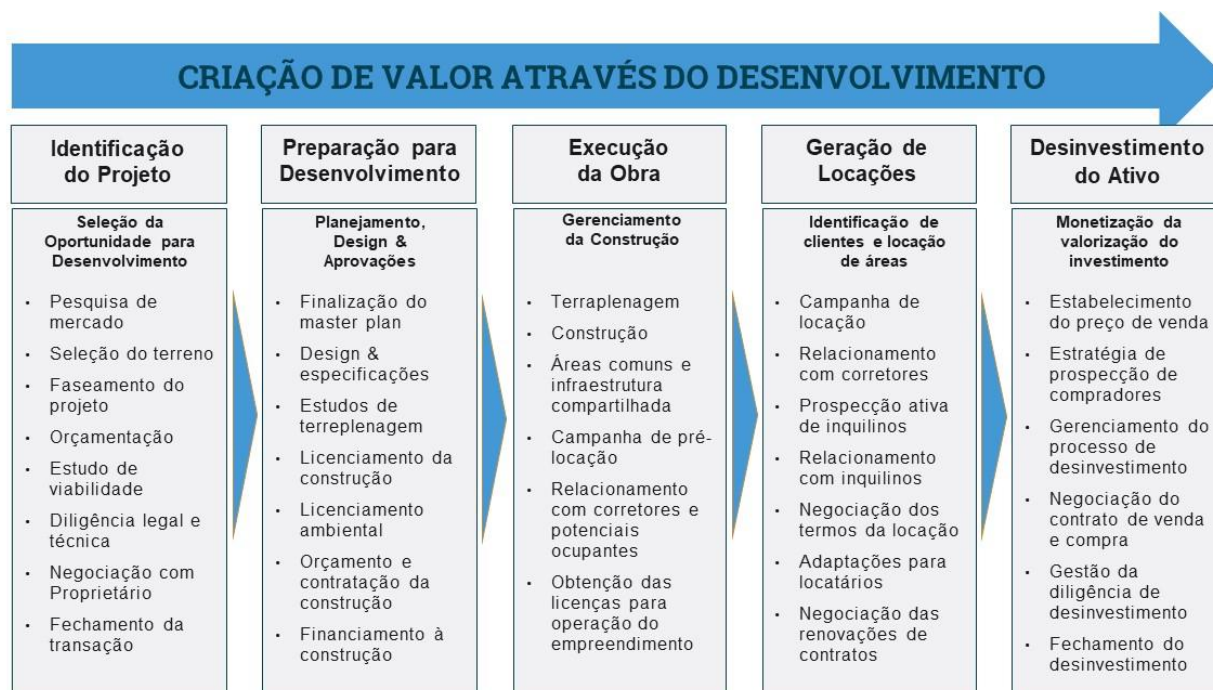 CRIAÇÃO DE VALOR ATRAVÉS DO DESENVOLVIMENTO
Identificação
do Projeto
Seleção da
Oportunidade para
Desenvolvimento
• Pesquisa de
mercado
• Seleção do terreno
• Faseamento do
projeto
• Orçamentação
• Estudo de
viabilidade
• Diligência legal e
técnica
• Negociação com
Proprietário
• Fechamento da
transação
Preparação para
Desenvolvimento
Planejamento,
Design &
Aprovações
• Finalização do
master plan
• Design &
especificações
• Estudos de
terreplenagem
• Licenciamento da
construção
• Licenciamento
ambiental
• Orçamento e
contratação da
construção
• Financiamento à
construção
Execução
da Obra
Gerenciamento
da Construção
• Terraplenagem
• Construção
• Áreas comuns e
infraestrutura
compartilhada
• Campanha de pré-
locação
• Relacionamento
com corretores e
potenciais
ocupantes
• Obtenção das
licenças para
operação do
empreendimento
Geração de
Locações
Identificação de
clientes e locação
de áreas
• Campanha de
locação
• Relacionamento
com corretores
• Prospecção ativa
de inquilinos
• Relacionamento
com inquilinos
• Negociação dos
termos da locação
• Adaptações para
locatários
• Negociação das
renovações de
contratos
Desinvestimento
do Ativo
Monetização da
valorização do
investimento
• Estabelecimento
do preço de venda
• Estratégia de
prospecção de
compradores
• Gerenciamento do
processo de
desinvestimento
• Negociação do
contrato de venda
e compra
• Gestão da
diligência de
desinvestimento
• Fechamento do
desinvestimento